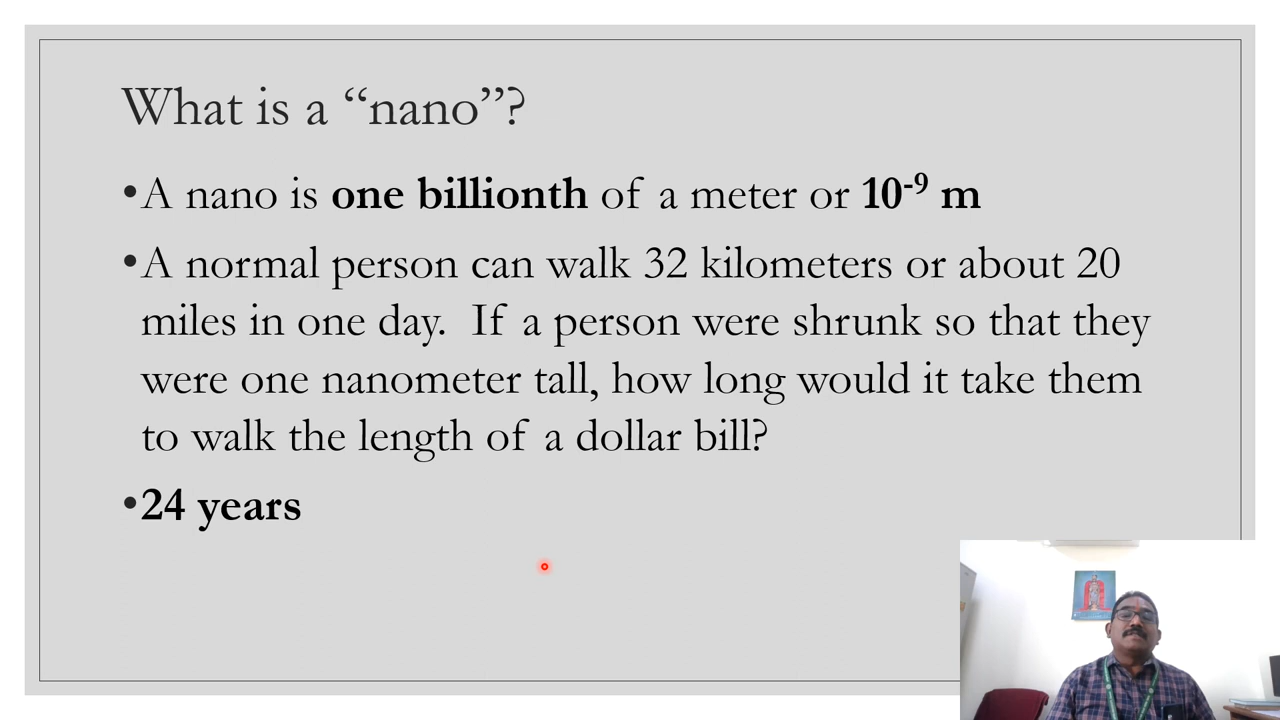 What is a “nano”?
•A nano is one billionth of a meter or 10⁻⁹ m
•A normal person can walk 32 kilometers or about 20
miles in one day.  If a person were shrunk so that they
were one nanometer tall, how long would it take them
to walk the length of a dollar bill?
•24 years